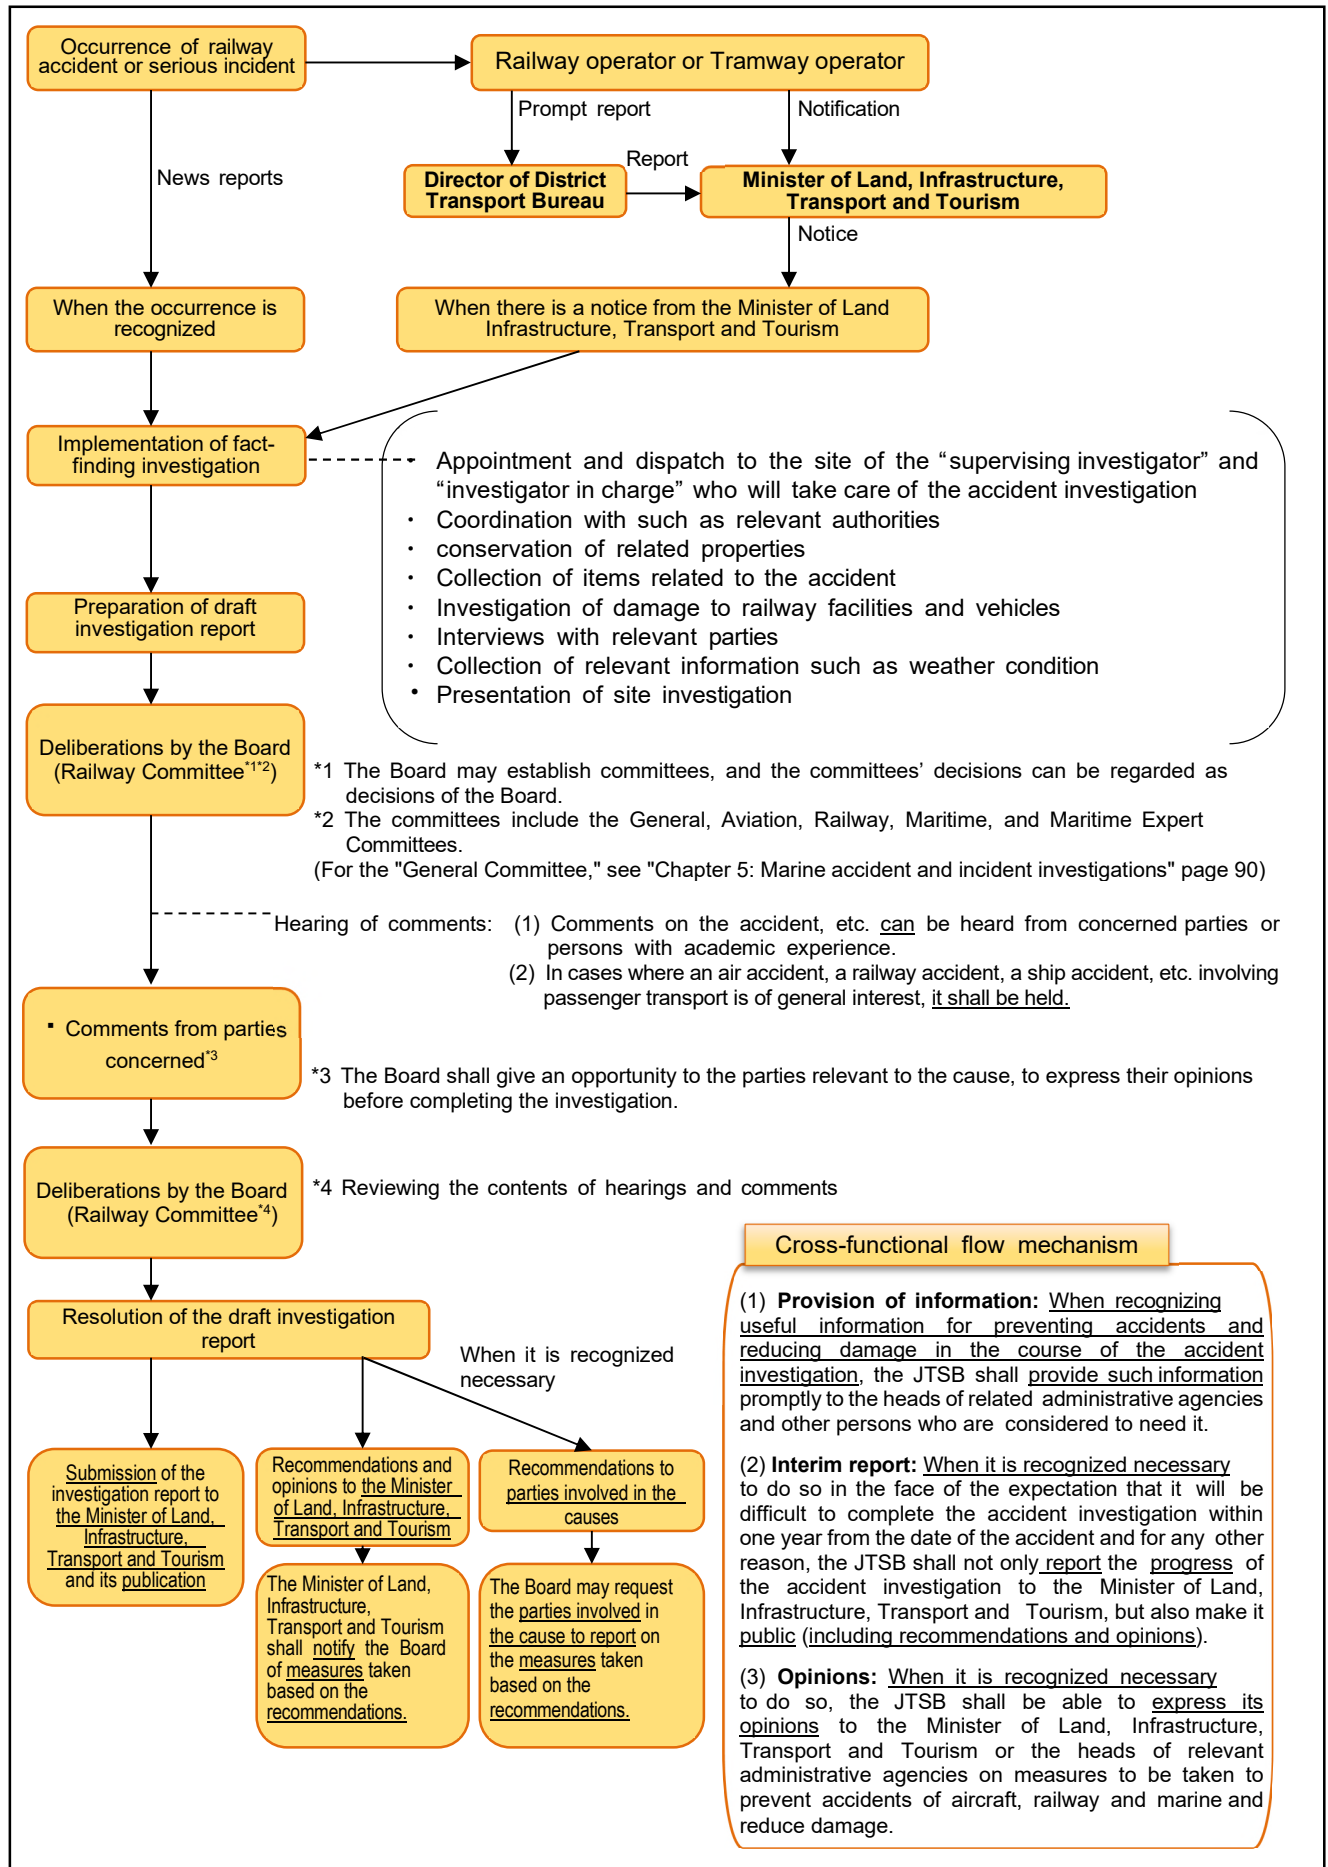 Occurrence of railway
accident or serious incident
Railway operator or Tramway operator
Prompt report
Notification
News reports
Report
Director of District
Transport Bureau
Minister of Land, Infrastructure,
Transport and Tourism
Notice
When the occurrence is
recognized
When there is a notice from the Minister of Land
Infrastructure, Transport and Tourism
Implementation of fact-
finding investigation
・ Appointment and dispatch to the site of the “supervising investigator” and
“investigator in charge” who will take care of the accident investigation
・ Coordination with such as relevant authorities
・ conservation of related properties
・ Collection of items related to the accident
・ Investigation of damage to railway facilities and vehicles
・ Interviews with relevant parties
・ Collection of relevant information such as weather condition
• Presentation of site investigation
Preparation of draft
investigation report
Deliberations by the Board
(Railway Committee*1*2)
*1 The Board may establish committees, and the committees’ decisions can be regarded as
decisions of the Board.
*2 The committees include the General, Aviation, Railway, Maritime, and Maritime Expert
Committees.
(For the "General Committee," see "Chapter 5: Marine accident and incident investigations" page 90)
Hearing of comments: (1) Comments on the accident, etc. can be heard from concerned parties or
persons with academic experience.
(2) In cases where an air accident, a railway accident, a ship accident, etc. involving
passenger transport is of general interest, it shall be held.
▪ Comments from parties
concerned*3
*3 The Board shall give an opportunity to the parties relevant to the cause, to express their opinions
before completing the investigation.
Deliberations by the Board
(Railway Committee*4)
*4 Reviewing the contents of hearings and comments
Resolution of the draft investigation
report
When it is recognized
necessary
Submission of the
investigation report to
the Minister of Land,
Infrastructure,
Transport and Tourism
and its publication
Recommendations and
opinions to the Minister
of Land, Infrastructure,
Transport and Tourism
Recommendations to
parties involved in the
causes
The Minister of Land,
Infrastructure,
Transport and Tourism
shall notify the Board
of measures taken
based on the
recommendations.
The Board may request
the parties involved in
the cause to report on
the measures taken
based on the
recommendations.
Cross-functional flow mechanism
(1) Provision of information: When recognizing
useful information for preventing accidents and
reducing damage in the course of the accident
investigation, the JTSB shall provide such information
promptly to the heads of related administrative agencies
and other persons who are considered to need it.
(2) Interim report: When it is recognized necessary
to do so in the face of the expectation that it will be
difficult to complete the accident investigation within
one year from the date of the accident and for any other
reason, the JTSB shall not only report the progress of
the accident investigation to the Minister of Land,
Infrastructure, Transport and Tourism, but also make it
public (including recommendations and opinions).
(3) Opinions: When it is recognized necessary
to do so, the JTSB shall be able to express its
opinions to the Minister of Land, Infrastructure,
Transport and Tourism or the heads of relevant
administrative agencies on measures to be taken to
prevent accidents of aircraft, railway and marine and
reduce damage.